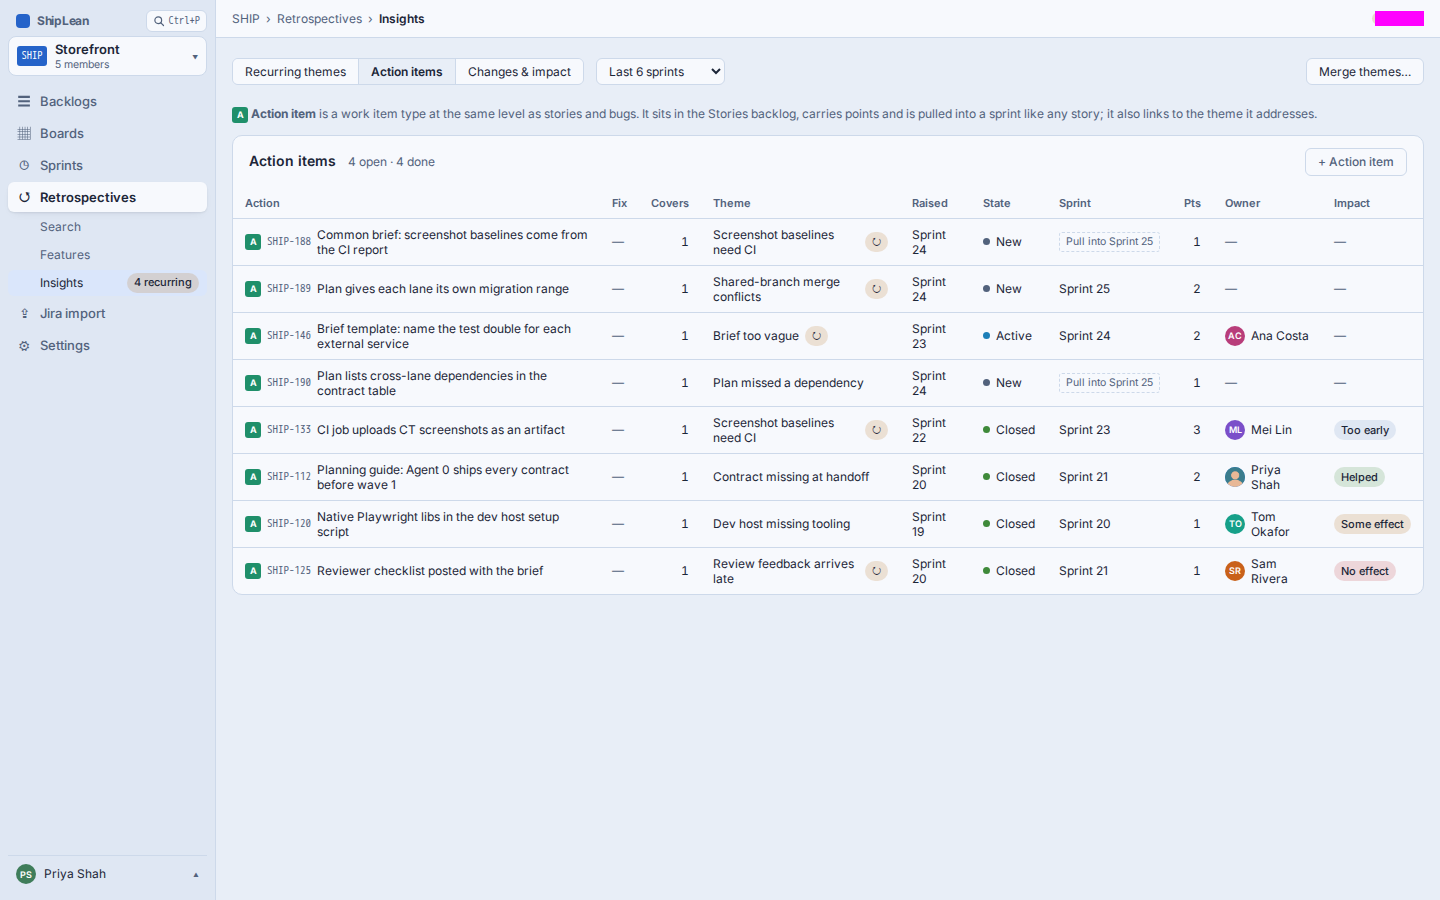 ShipLean
Ctrl+P
SHIP
Storefront
5 members
Backlogs
Boards
Sprints
Retrospectives
Search
Features
Insights
4 recurring
Jira import
Settings
PS
Priya Shah
SHIP › Retrospectives › Insights
Recurring themes
Action items
Changes & impact
Last 6 sprints
Merge themes...
A Action item is a work item type at the same level as stories and bugs. It sits in the Stories backlog, carries points and is pulled into a sprint like any story; it also links to the theme it addresses.
Action items 4 open · 4 done
+ Action item
Action Fix Covers Theme Raised State Sprint Pts Owner Impact
A SHIP-188 Common brief: screenshot baselines come from
the CI report
— 1
Screenshot baselines
need CI
Sprint
24
New Pull into Sprint 25 1 — —
A SHIP-189 Plan gives each lane its own migration range — 1
Shared-branch merge
conflicts
Sprint
24
New Sprint 25 2 — —
A SHIP-146 Brief template: name the test double for each
external service
— 1 Brief too vague
Sprint
23
Active Sprint 24 2 AC Ana Costa —
A SHIP-190 Plan lists cross-lane dependencies in the
contract table
— 1 Plan missed a dependency
Sprint
24
New Pull into Sprint 25 1 — —
A SHIP-133 CI job uploads CT screenshots as an artifact — 1
Screenshot baselines
need CI
Sprint
22
Closed Sprint 23 3 ML Mei Lin Too early
A SHIP-112 Planning guide: Agent 0 ships every contract
before wave 1
— 1 Contract missing at handoff
Sprint
20
Closed Sprint 21 2
Priya
Shah
Helped
A SHIP-120 Native Playwright libs in the dev host setup
script
— 1 Dev host missing tooling
Sprint
19
Closed Sprint 20 1 TO
Tom
Okafor
Some effect
A SHIP-125 Reviewer checklist posted with the brief — 1
Review feedback arrives
late
Sprint
20
Closed Sprint 21 1 SR
Sam
Rivera
No effect